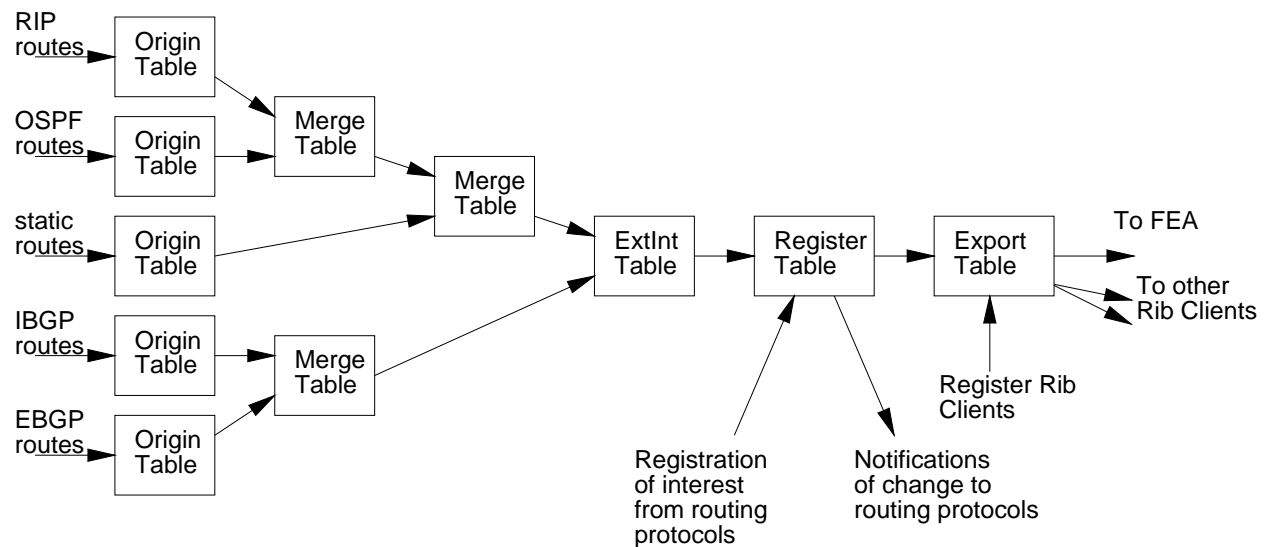 RIP
routes
Origin
Table
OSPF
routes
Origin
Table
Merge
Table
static
routes
Origin
Table
Merge
Table
IBGP
routes
Origin
Table
EBGP
routes
Origin
Table
Merge
Table
ExtInt
Table
Register
Table
Export
Table
To FEA
To other
Rib Clients
Register Rib
Clients
Registration
of interest
from routing
protocols
Notifications
of change to
routing protocols